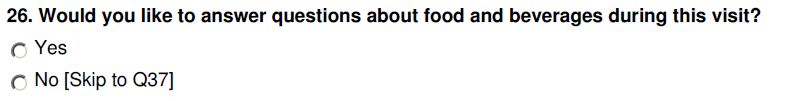 26. Would you like to answer questions about food and beverages during this visit?
Yes
No [Skip to Q37]